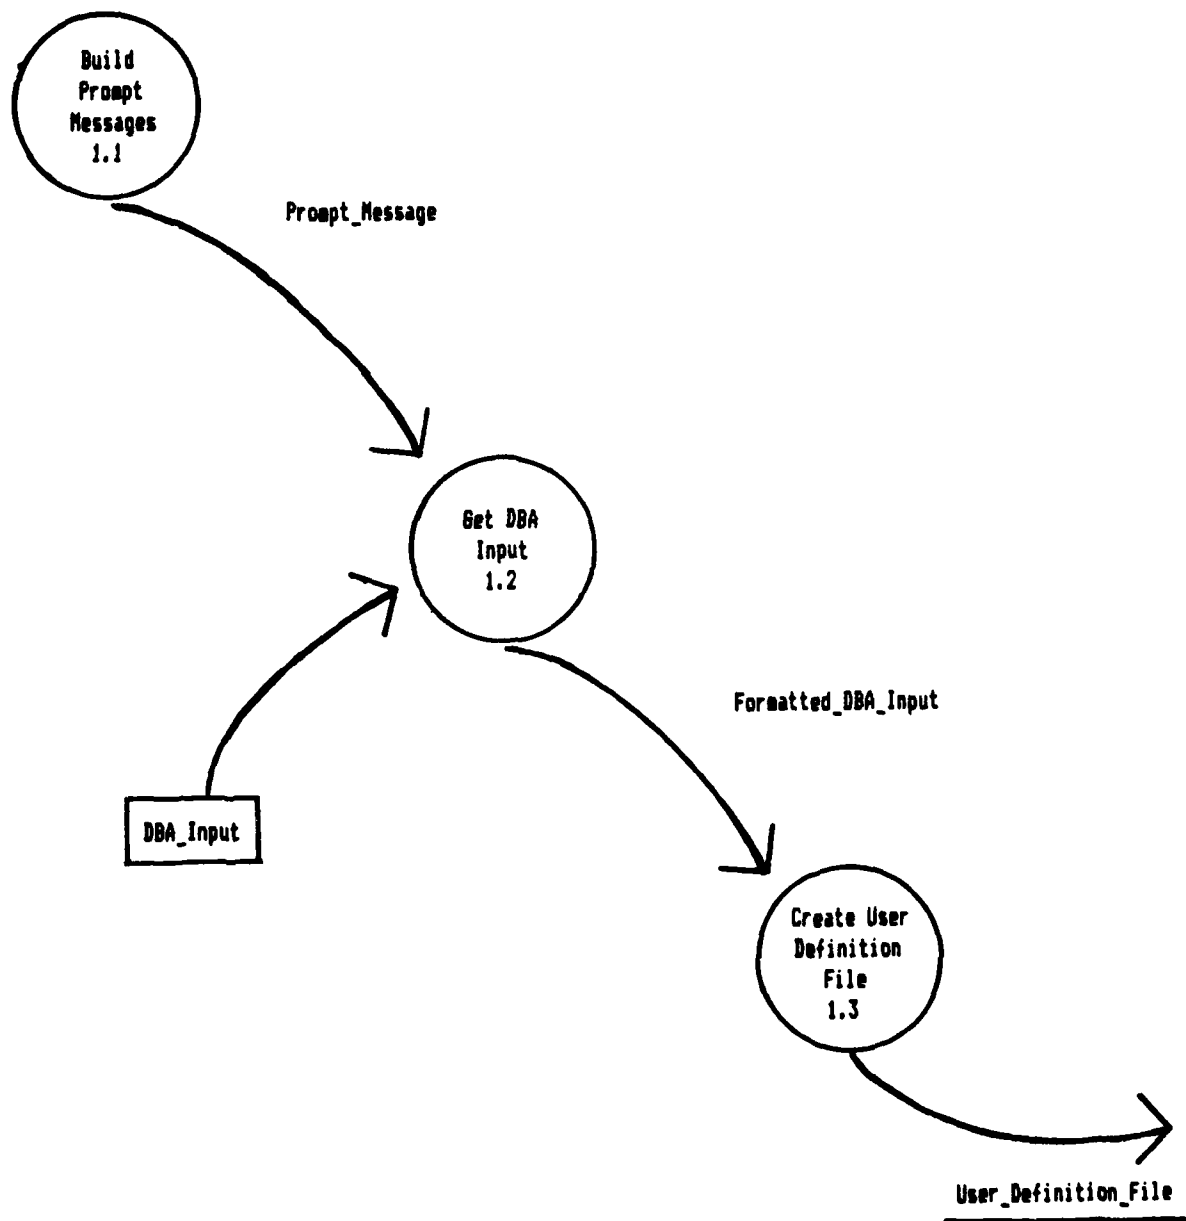 Build
Prompt
Messages
1.1
Prompt_Message
Get DBA
Input
1.2
Formatted_DBA_Input
DBA_Input
Create User
Definition
File
1.3
User_Definition_File